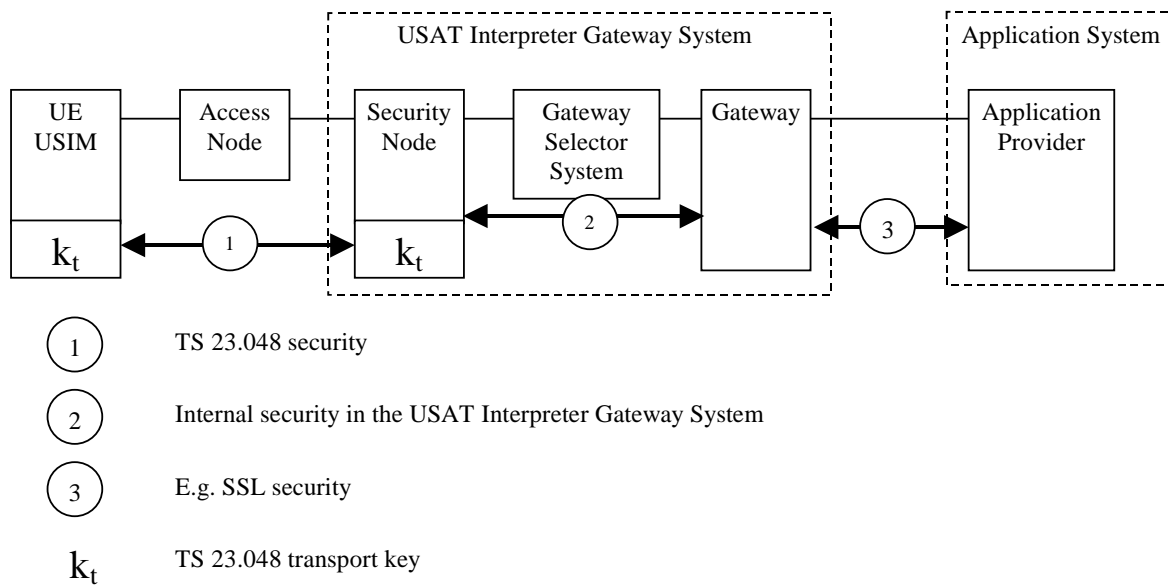 USAT Interpreter Gateway System
Application System
UE
USIM
Access
Node
Security
Node
Gateway
Selector
System
Gateway
Application
Provider
kt
1
kt
2
3
1 TS 23.048 security
2 Internal security in the USAT Interpreter Gateway System
3 E.g. SSL security
kt TS 23.048 transport key